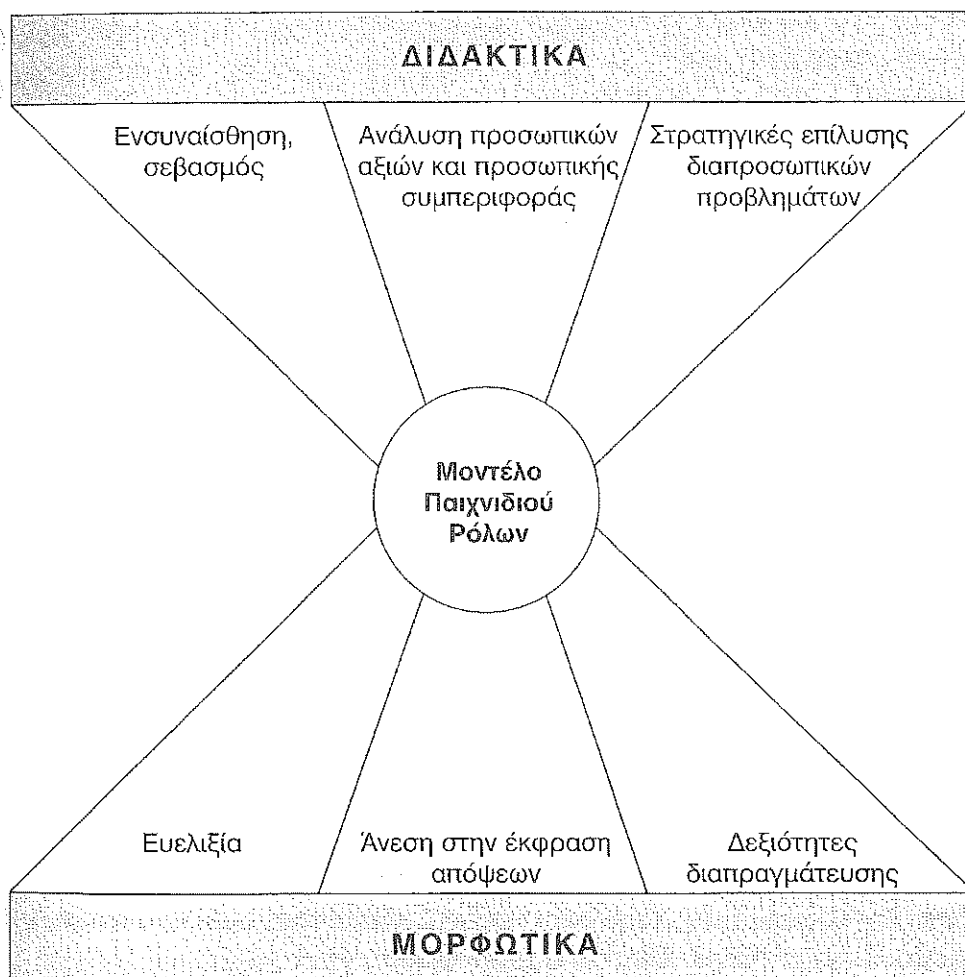 ΔΙΔΑΚΤΙΚΑ
Ενσυναίσθηση,
σεβασμός
Ανάλυση προσωπικών
αξιών και προσωπικής
συμπεριφοράς
Στρατηγικές επίλυσης
διαπροσωπικών
προβλημάτων
Μοντέλο
Παιχνιδιού
Ρόλων
Ευελιξία
Άνεση στην έκφραση
απόψεων
Δεξιότητες
διαπραγμάτευσης
ΜΟΡΦΩΤΙΚΑ